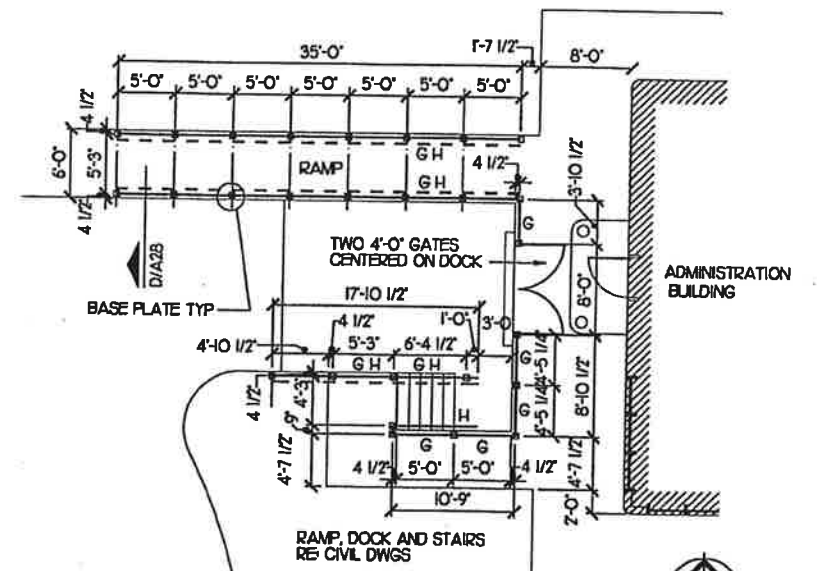 35'-0"
1'-7 1/2"
8'-0"
5'-0" 5'-0" 5'-0" 5'-0" 5'-0" 5'-0" 5'-0"
4 1/2"
6'-0"
5'-3"
4 1/2"
RAMP
G H
G H
4 1/2"
3'-10 1/2"
D/A28
G
TWO 4'-0" GATES
CENTERED ON DOCK
8'-0"
ADMINISTRATION
BUILDING
BASE PLATE TYP
17'-10 1/2"
4 1/2"
1'-0"
3'-0
4'-10 1/2"
5'-3"
6'-4 1/2"
G H
G H
4 1/2"
4'-3"
9"
4'-7 1/2"
H
G
G
4'-5 1/4"
4'-5 1/4"
8'-10 1/2"
G
G
4 1/2"
5'-0"
5'-0"
4 1/2"
4'-7 1/2"
10'-9"
2'-0"
RAMP, DOCK AND STAIRS
RE: CIVIL DWGS